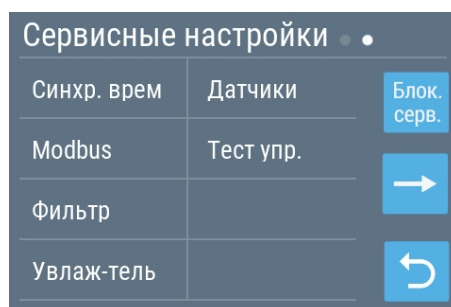 Сервисные настройки
Синхр. врем
Датчики
Блок.
серв.
Modbus
Тест упр.
Фильтр
Увлаж-тель